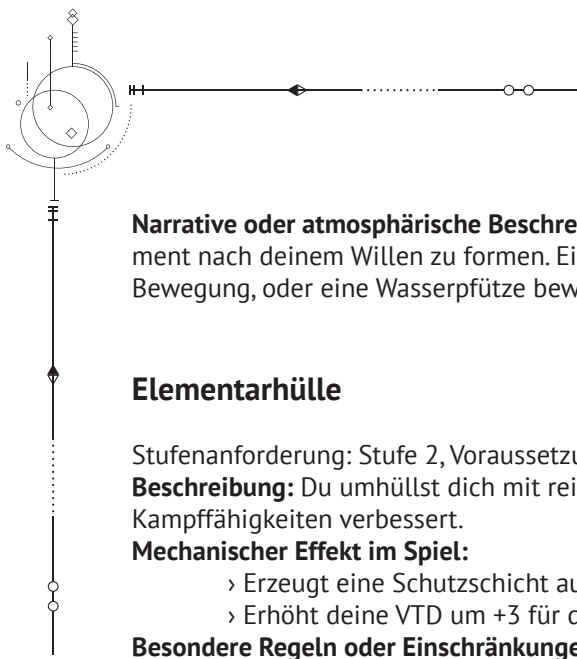 Narrative oder atmosphärische Beschre
ment nach deinem Willen zu formen. Ei
Bewegung, oder eine Wasserpfütze bew
Elementarhülle
Stufenanforderung: Stufe 2, Voraussetzu
Beschreibung: Du umhüllst dich mit rei
Kampffähigkeiten verbessert.
Mechanischer Effekt im Spiel:
› Erzeugt eine Schutzschicht au
› Erhöht deine VTD um +3 für d
Besondere Regeln oder Einschränkunge